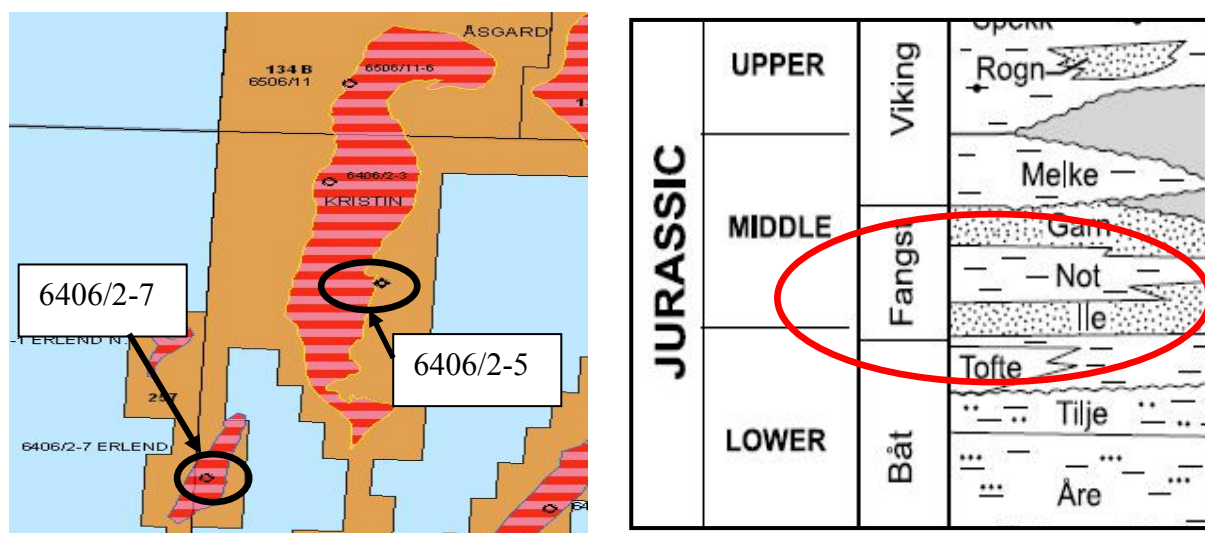 ÅSGARD
134 B
6506/11
6506/11-6
6406/2-3
KRISTIN
6406/2-7
6406/2-5
ERLEND N.
257
6406/2-7 ERLEND
JURASSIC
UPPER
MIDDLE
LOWER
Viking
Fangst
Båt
Spekk
Rogn
Melke
Garn
Not
Ile
Tofte
Tilje
Åre